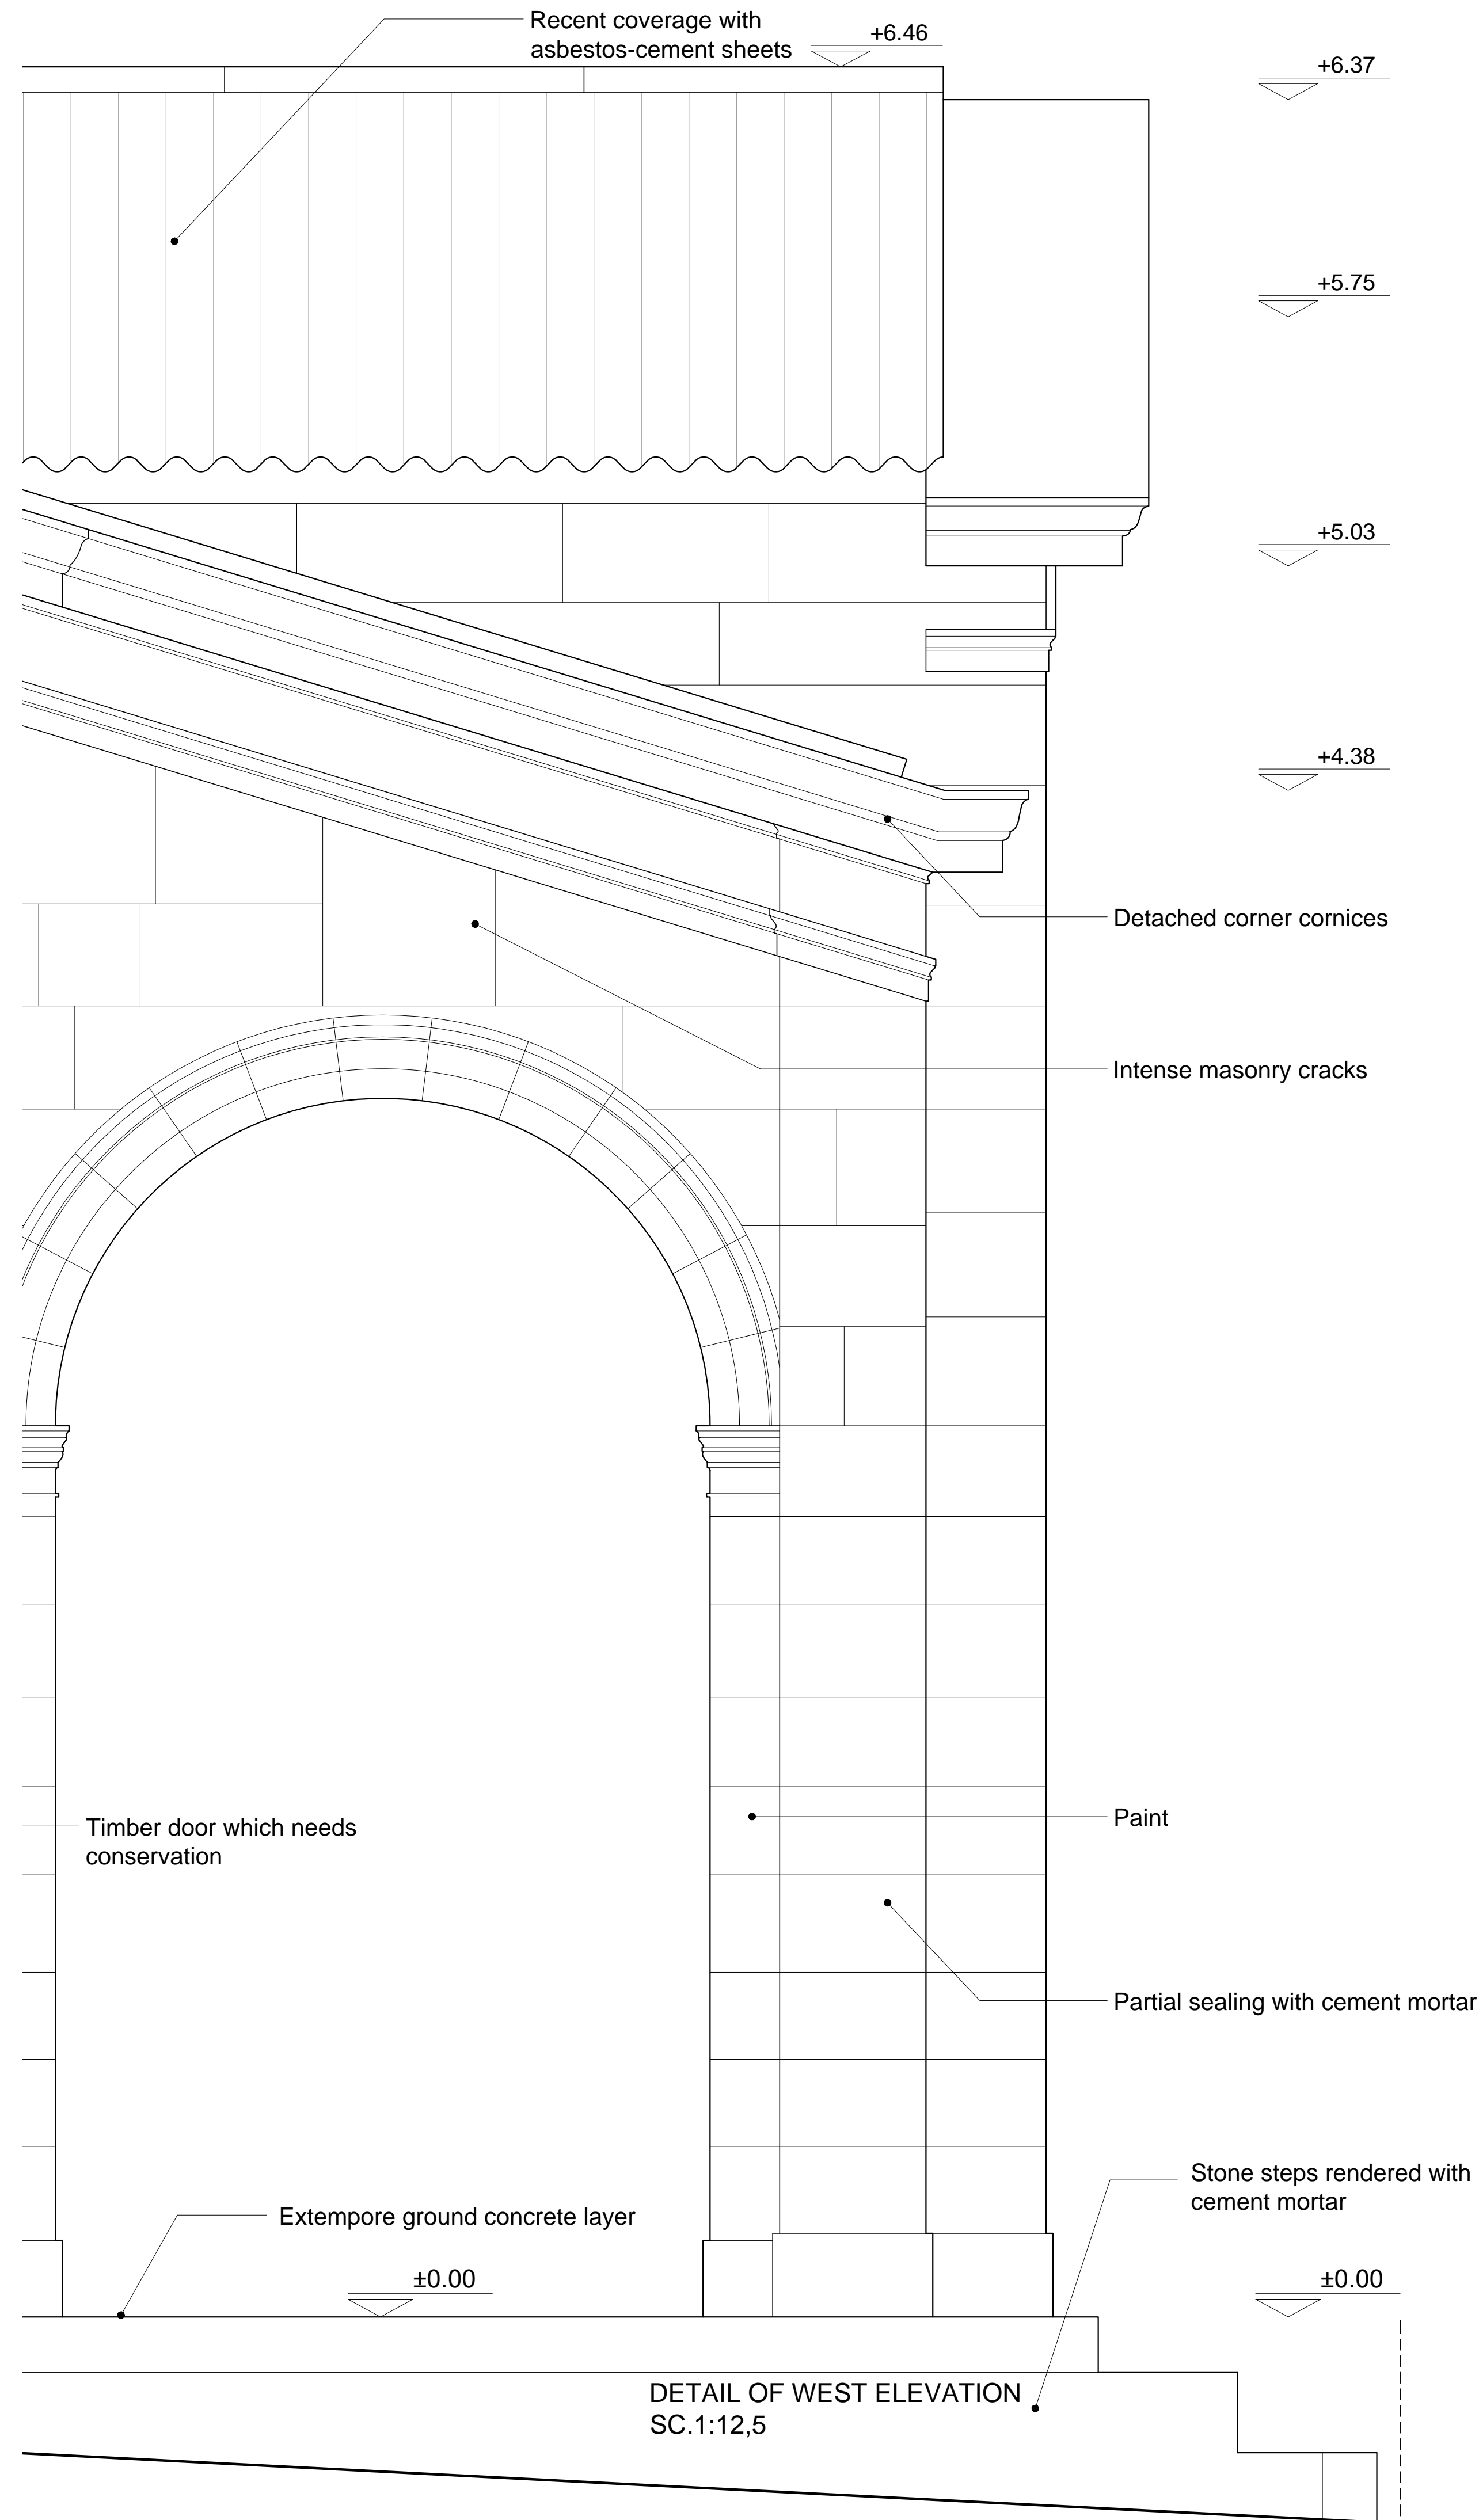 Recent coverage with
asbestos-cement sheets
+6.46
+6.37
+5.75
+5.03
+4.38
Detached corner cornices
Intense masonry cracks
Timber door which needs
conservation
Paint
Partial sealing with cement mortar
Stone steps rendered with
cement mortar
Extempore ground concrete layer
±0.00
±0.00
DETAIL OF WEST ELEVATION
SC.1:12,5